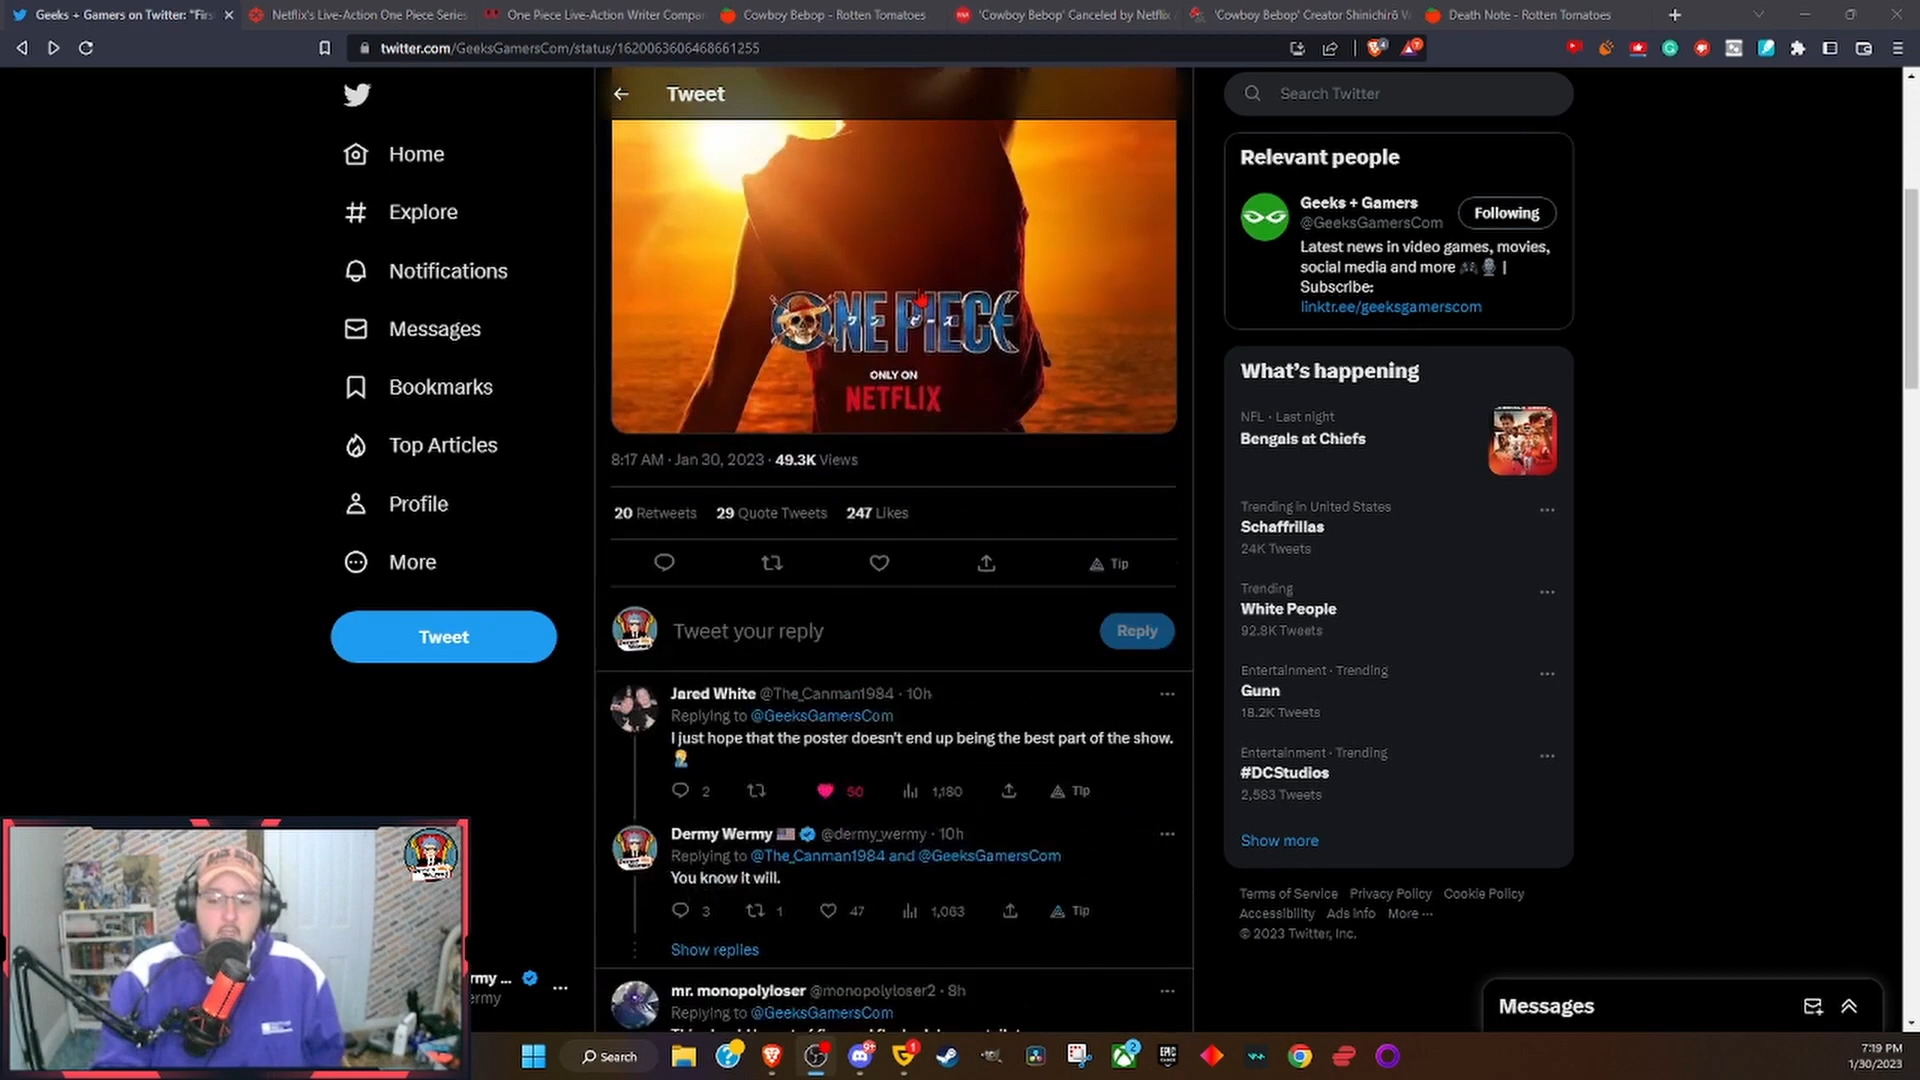 Geeks + Gamers on Twitter: "Firs
Netflix's Live-Action One Piece Series
One Piece Live-Action Writer Compar
Cowboy Bebop - Rotten Tomatoes
'Cowboy Bebop' Canceled by Netflix
'Cowboy Bebop' Creator Shinichirō W
Death Note - Rotten Tomatoes
twitter.com/GeeksGamersCom/status/1620063606468661255
Home
Explore
Notifications
Messages
Bookmarks
Top Articles
Profile
More
Tweet
Tweet
ONE PIECE
ワンピース
ONLY ON
NETFLIX
8:17 AM · Jan 30, 2023 · 49.3K Views
20 Retweets 29 Quote Tweets 247 Likes
Tip
Tweet your reply
Reply
Jared White @The_Canman1984 · 10h
Replying to @GeeksGamersCom
I just hope that the poster doesn't end up being the best part of the show.
2 50 1,180 Tip
Dermy Wermy @dermy_wermy · 10h
Replying to @The_Canman1984 and @GeeksGamersCom
You know it will.
3 1 47 1,063 Tip
Show replies
mr. monopolyloser @monopolyloser2 · 8h
Replying to @GeeksGamersCom
Search Twitter
Relevant people
Geeks + Gamers
@GeeksGamersCom
Following
Latest news in video games, movies,
social media and more |
Subscribe:
linktr.ee/geeksgamerscom
What's happening
NFL · Last night
Bengals at Chiefs
Trending in United States
Schaffrillas
24K Tweets
Trending
White People
92.8K Tweets
Entertainment · Trending
Gunn
18.2K Tweets
Entertainment · Trending
#DCStudios
2,583 Tweets
Show more
Terms of Service Privacy Policy Cookie Policy
Accessibility Ads info More ···
© 2023 Twitter, Inc.
Messages
rmy ...
ermy
Search
7:19 PM
1/30/2023